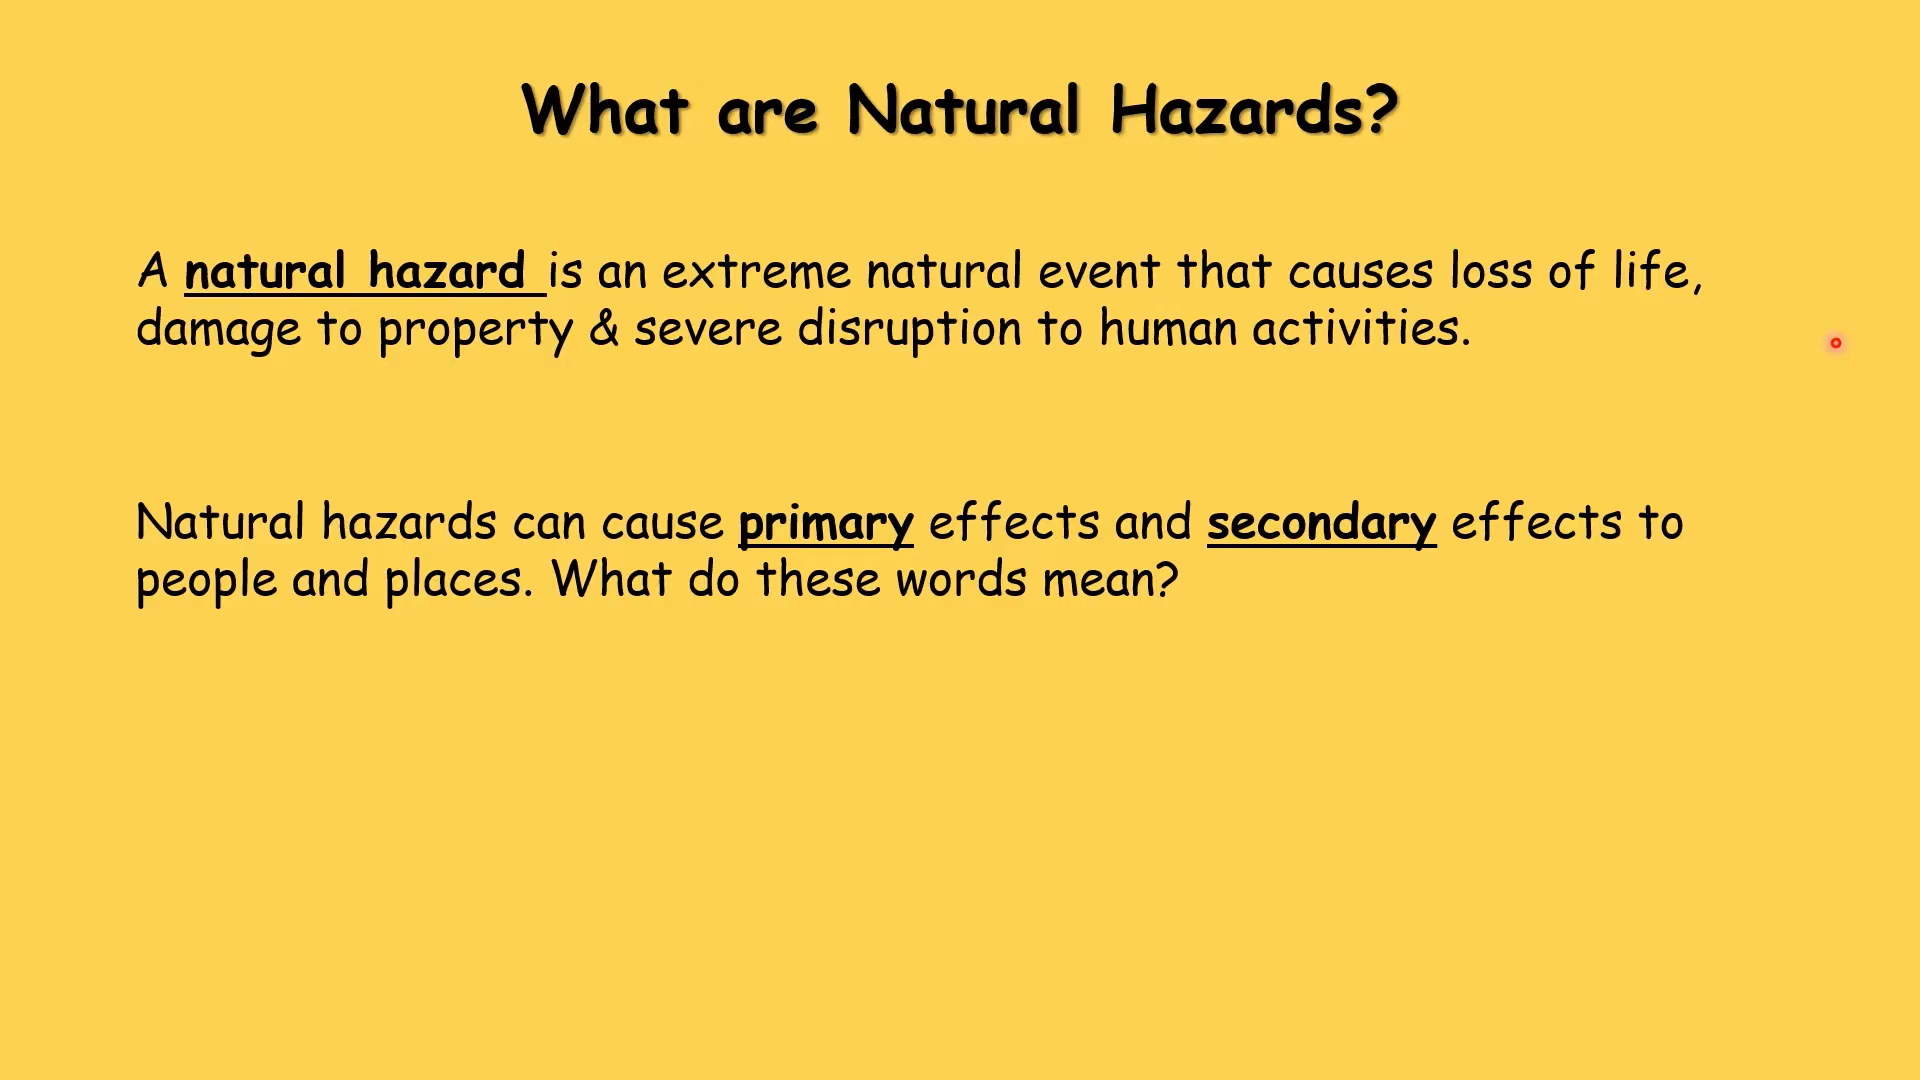 What are Natural Hazards?
A natural hazard is an extreme natural event that causes loss of life,
damage to property & severe disruption to human activities.
Natural hazards can cause primary effects and secondary effects to
people and places. What do these words mean?